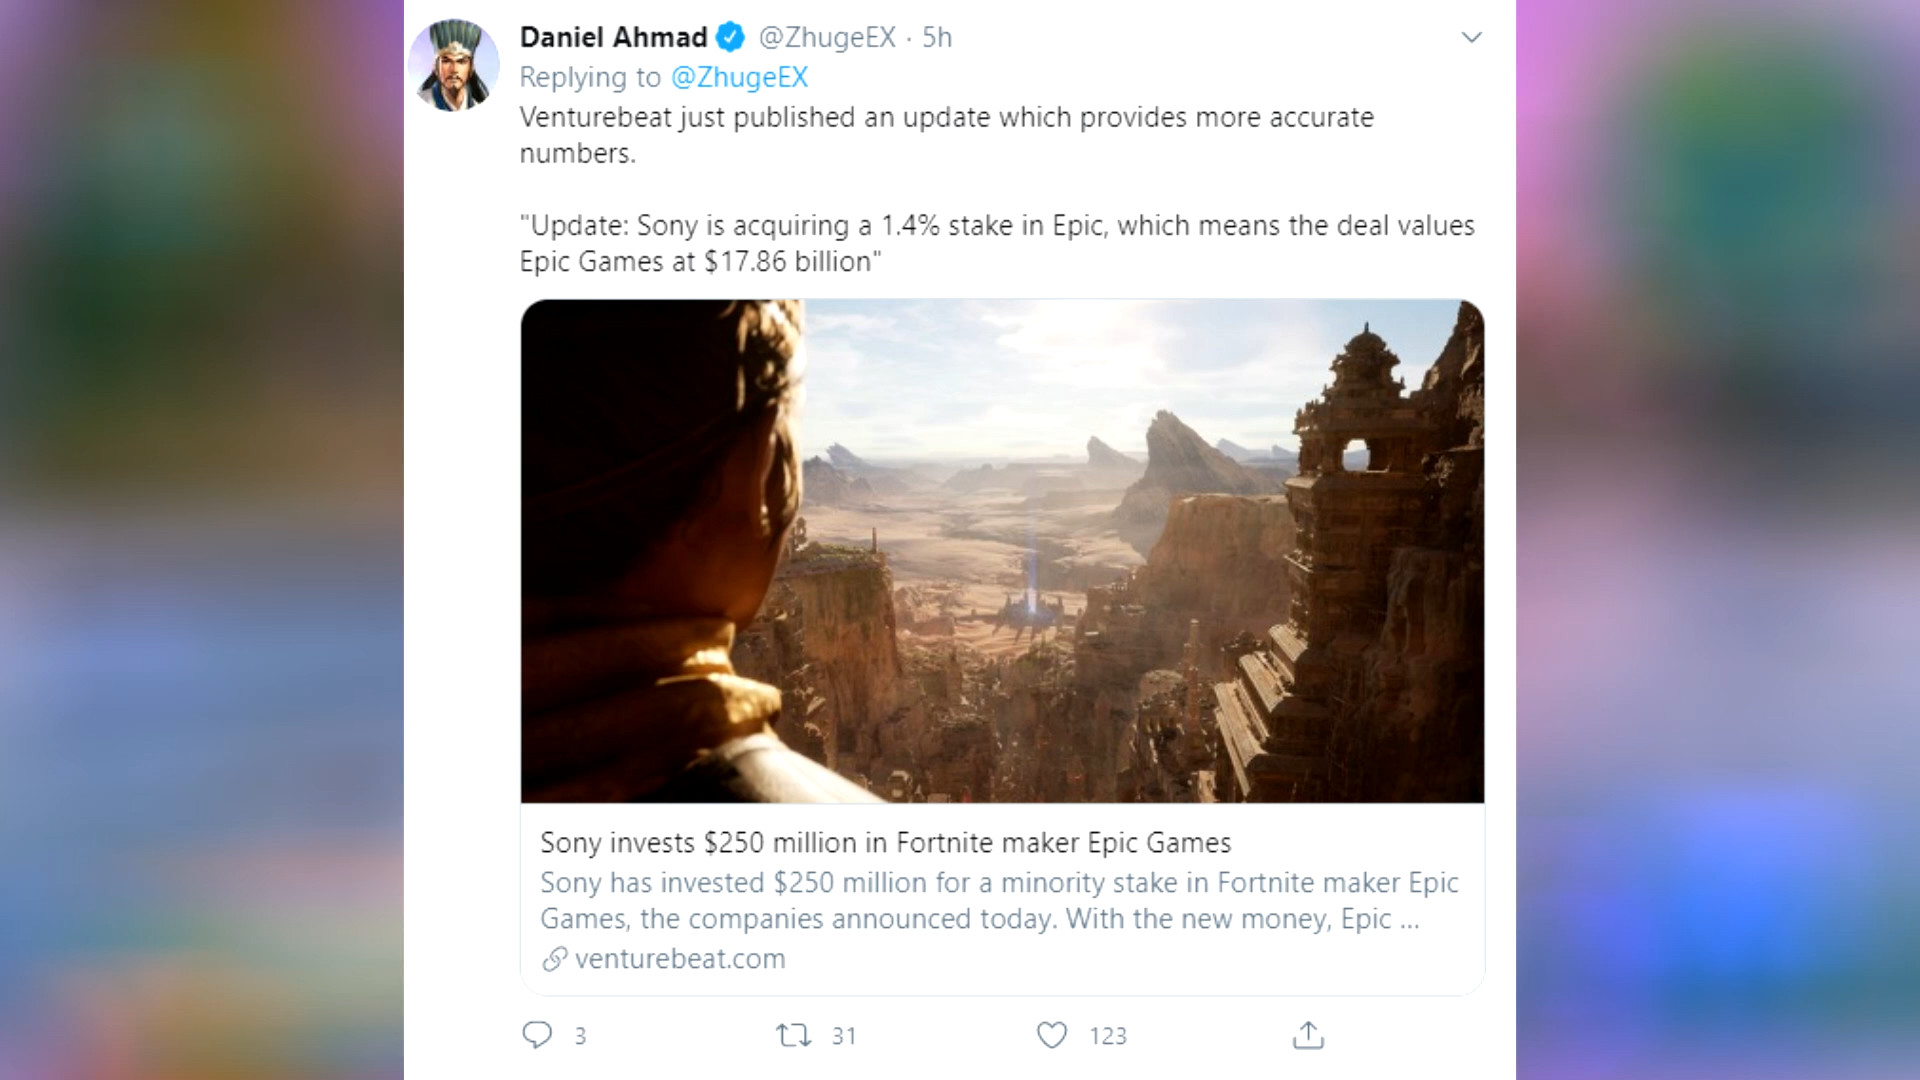 Daniel Ahmad @ZhugeEX · 5h
Replying to @ZhugeEX
Venturebeat just published an update which provides more accurate
numbers.
"Update: Sony is acquiring a 1.4% stake in Epic, which means the deal values
Epic Games at $17.86 billion"
Sony invests $250 million in Fortnite maker Epic Games
Sony has invested $250 million for a minority stake in Fortnite maker Epic
Games, the companies announced today. With the new money, Epic ...
venturebeat.com
3 31 123